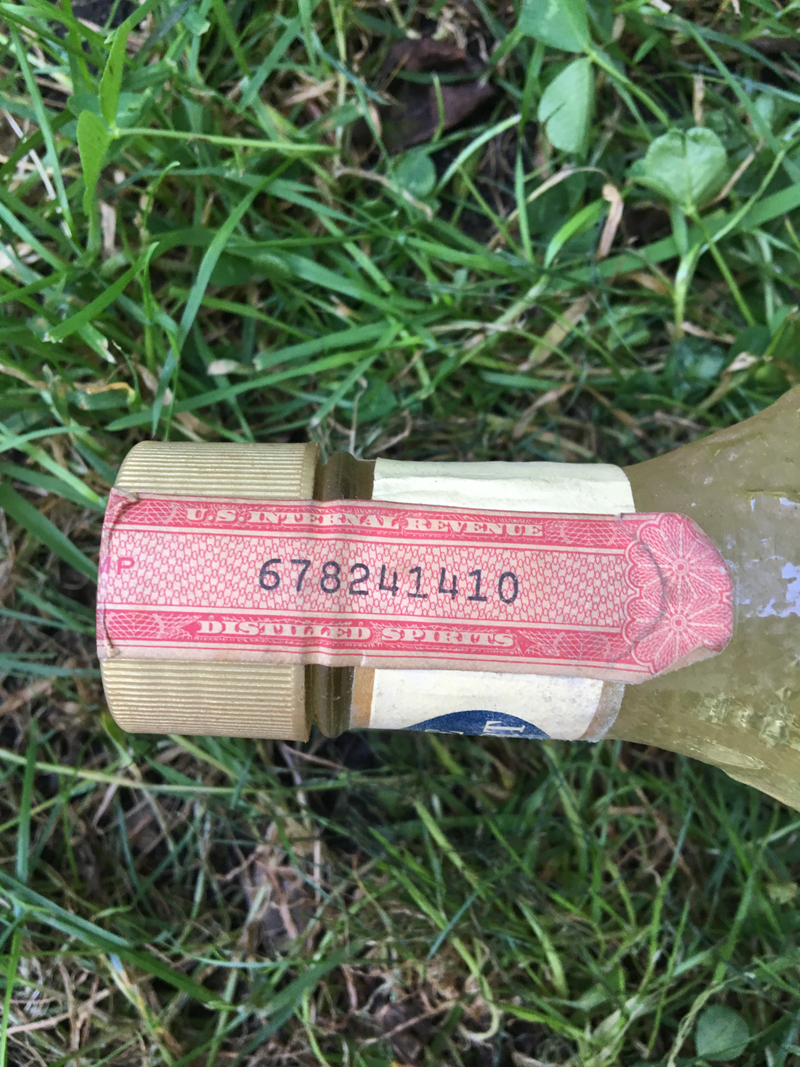 U.S. INTERNAL REVENUE
678241410
DISTILLED SPIRITS